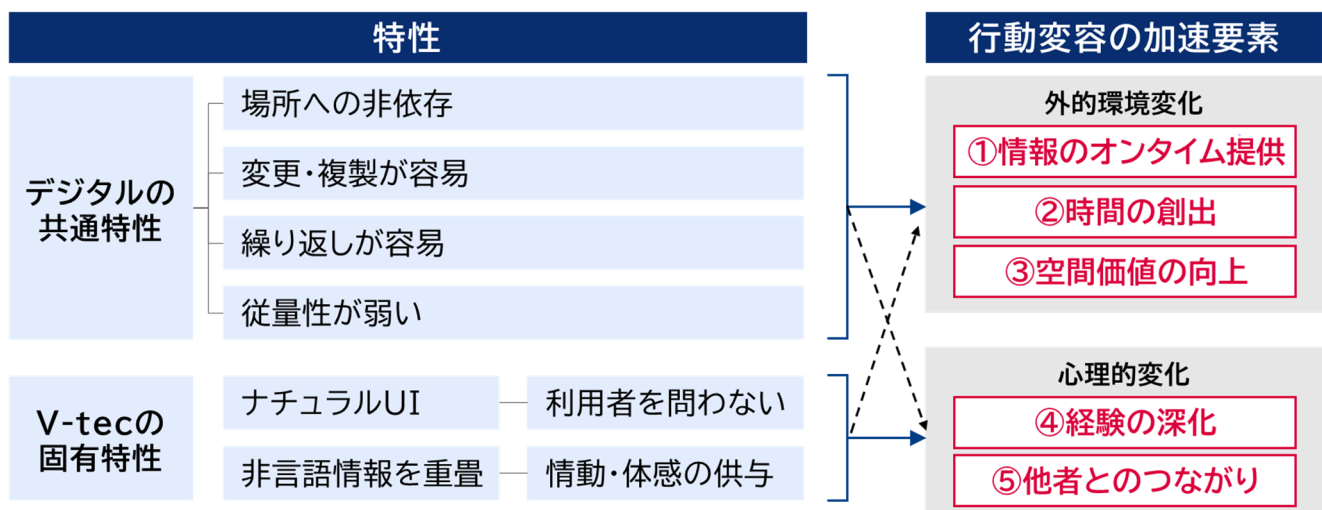 特性
行動変容の加速要素
デジタルの
共通特性
場所への非依存
変更・複製が容易
繰り返しが容易
従量性が弱い
V-tecの
固有特性
ナチュラルUI
利用者を問わない
非言語情報を重畳
情動・体感の供与
外的環境変化
①情報のオンタイム提供
②時間の創出
③空間価値の向上
心理的変化
④経験の深化
⑤他者とのつながり